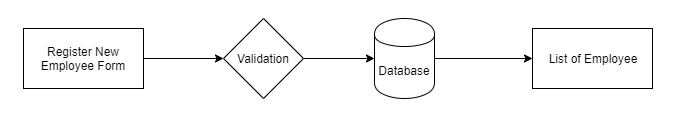 Register New
Employee Form
Validation
Database
List of Employee